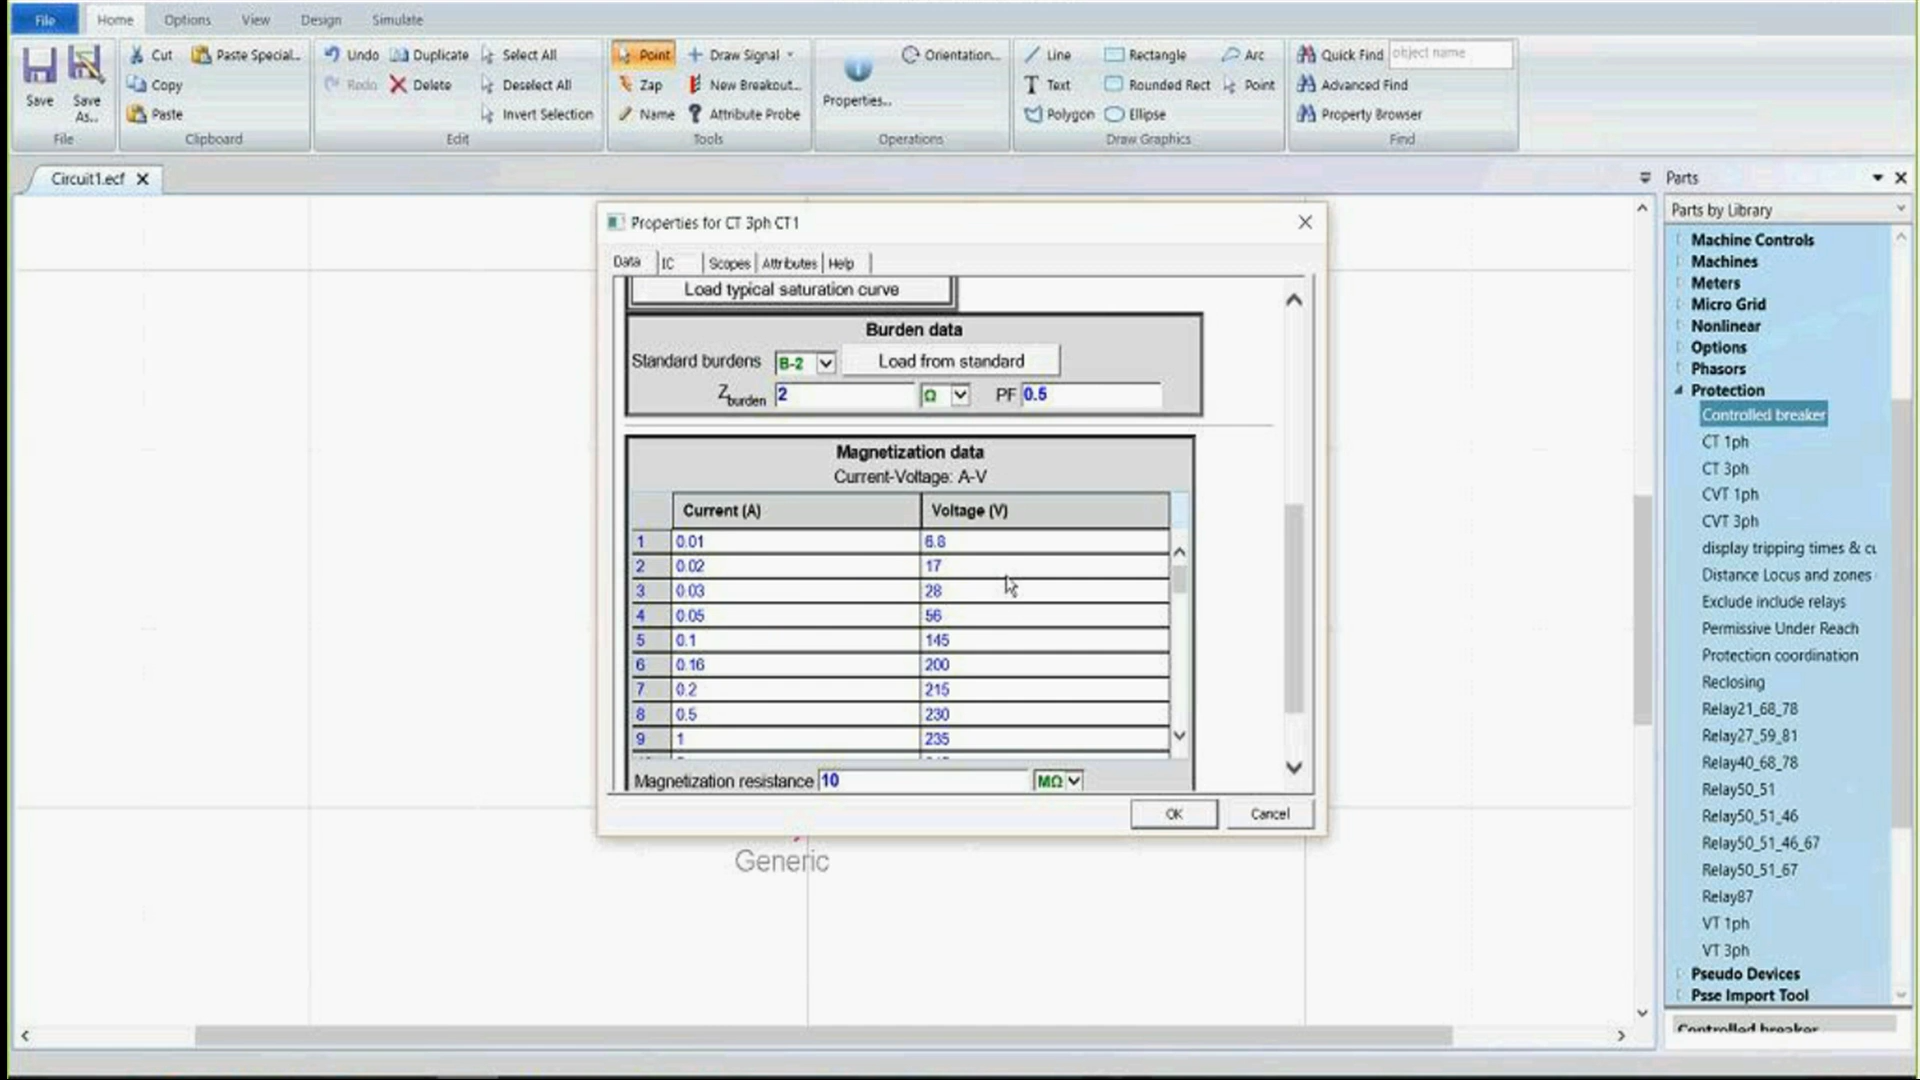 File Home Options View Design Simulate
Save
Save As..
File
Cut
Copy
Paste
Paste Special..
Clipboard
Undo
Redo
Duplicate
Delete
Select All
Deselect All
Invert Selection
Edit
Point
Zap
Name
Draw Signal
New Breakout..
Attribute Probe
Tools
Properties..
Orientation..
Operations
Line
Text
Polygon
Rectangle
Rounded Rect
Ellipse
Arc
Point
Draw Graphics
Quick Find object name
Advanced Find
Property Browser
Find
Circuit1.ecf
Properties for CT 3ph CT1
Data IC Scopes Attributes Help
Load typical saturation curve
Burden data
Standard burdens B-2 Load from standard
Zburden 2 Ω PF 0.5
Magnetization data
Current-Voltage: A-V
Current (A) Voltage (V)
1 0.01 6.8
2 0.02 17
3 0.03 28
4 0.05 56
5 0.1 145
6 0.16 200
7 0.2 215
8 0.5 230
9 1 235
Magnetization resistance 10 MΩ
OK Cancel
Generic
Parts
Parts by Library
Machine Controls
Machines
Meters
Micro Grid
Nonlinear
Options
Phasors
Protection
Controlled breaker
CT 1ph
CT 3ph
CVT 1ph
CVT 3ph
display tripping times & cu
Distance Locus and zones
Exclude include relays
Permissive Under Reach
Protection coordination
Reclosing
Relay21_68_78
Relay27_59_81
Relay40_68_78
Relay50_51
Relay50_51_46
Relay50_51_46_67
Relay50_51_67
Relay87
VT 1ph
VT 3ph
Pseudo Devices
Psse Import Tool
Controlled breaker